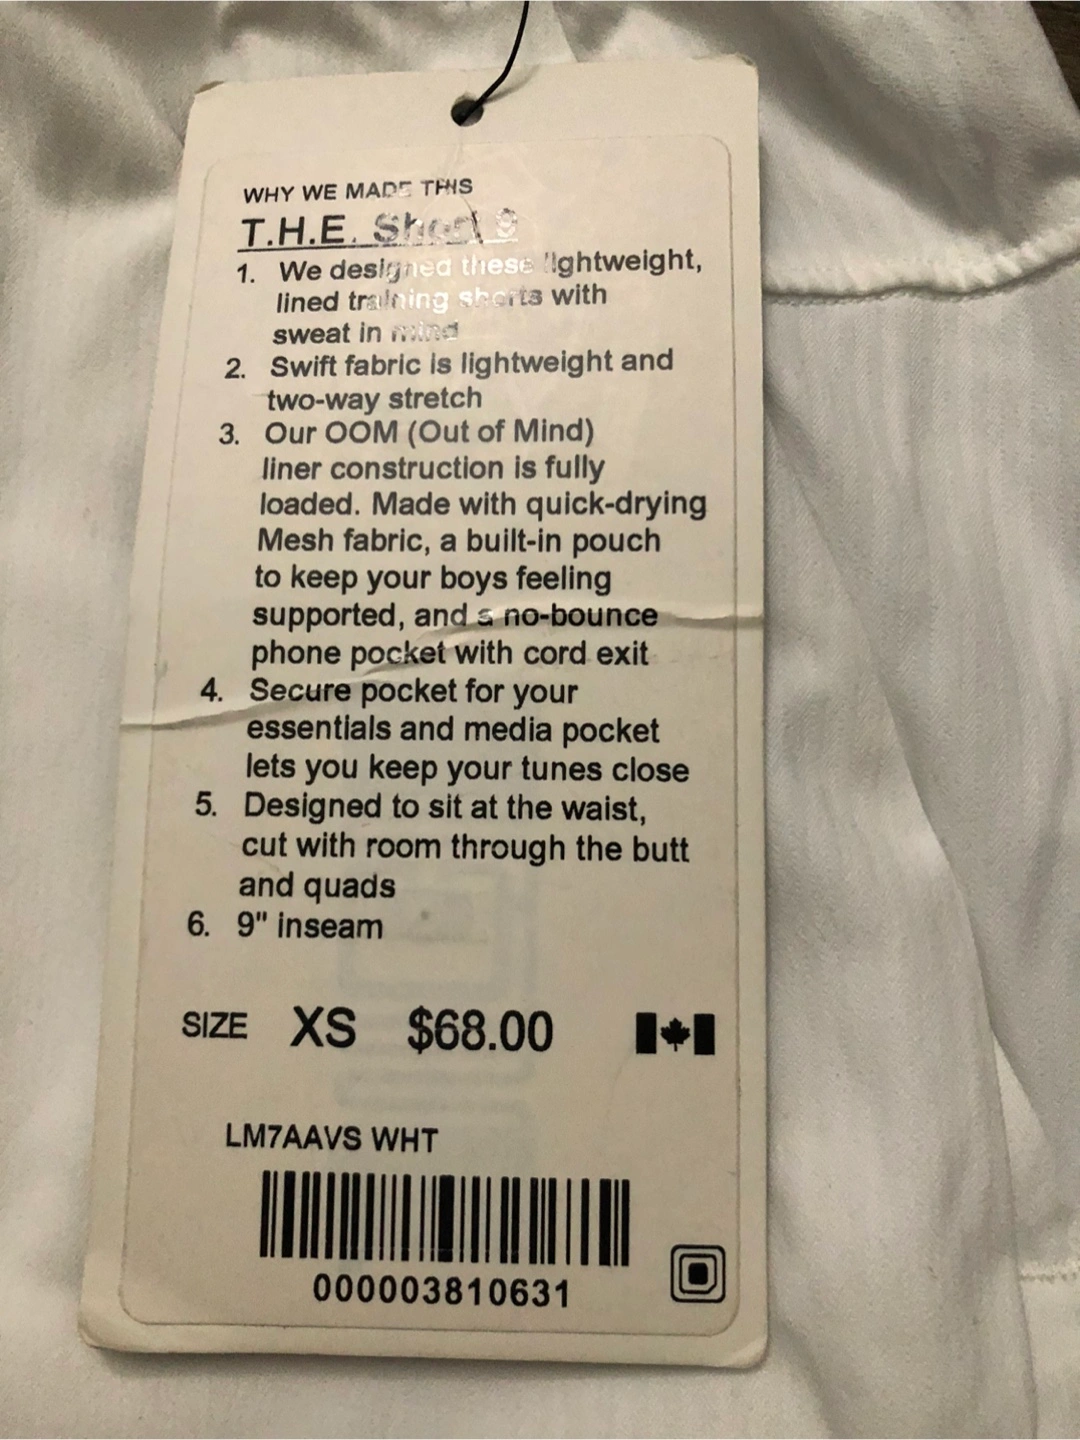 WHY WE MADE THIS
T.H.E. Short 9
1. We designed these lightweight,
lined training shorts with
sweat in mind
2. Swift fabric is lightweight and
two-way stretch
3. Our OOM (Out of Mind)
liner construction is fully
loaded. Made with quick-drying
Mesh fabric, a built-in pouch
to keep your boys feeling
supported, and a no-bounce
phone pocket with cord exit
4. Secure pocket for your
essentials and media pocket
lets you keep your tunes close
5. Designed to sit at the waist,
cut with room through the butt
and quads
6. 9" inseam
SIZE XS $68.00
LM7AAVS WHT
000003810631